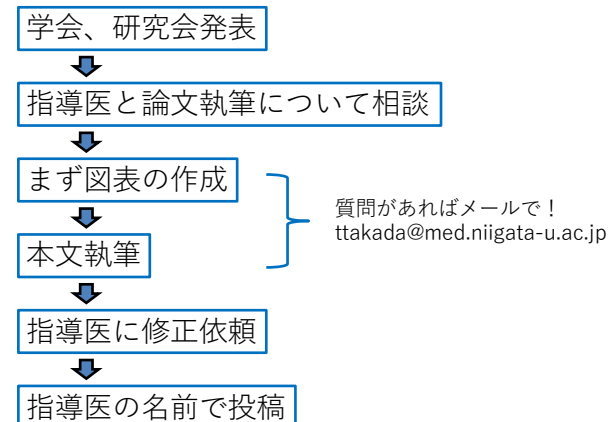 学会、研究会発表
指導医と論文執筆について相談
まず図表の作成
質問があればメールで！
ttakada@med.niigata-u.ac.jp
本文執筆
指導医に修正依頼
指導医の名前で投稿